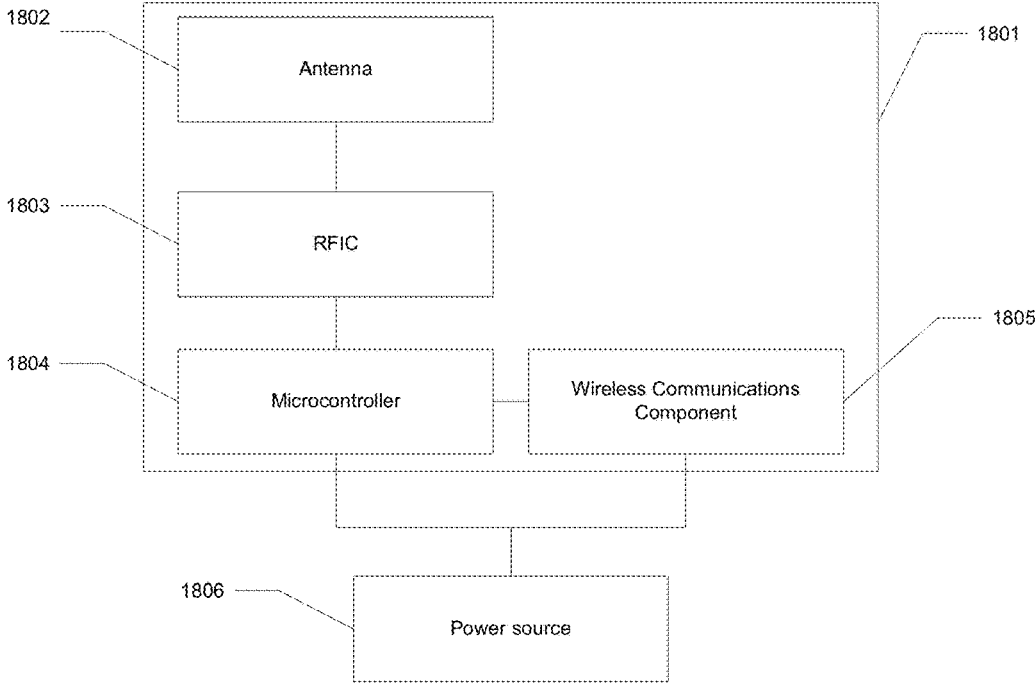 1802
Antenna
1801
1803
RFIC
1805
1804
Microcontroller
Wireless Communications
Component
1806
Power source